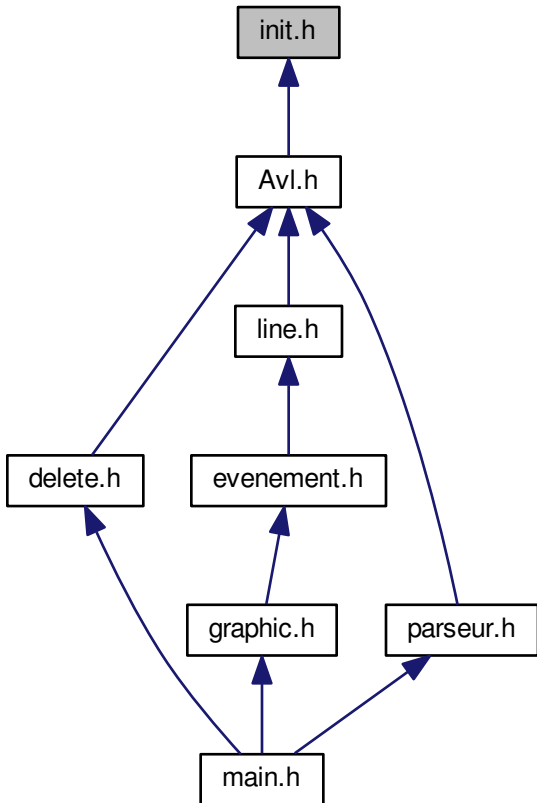 init.h
Avl.h
line.h
delete.h
evenement.h
graphic.h
parseur.h
main.h